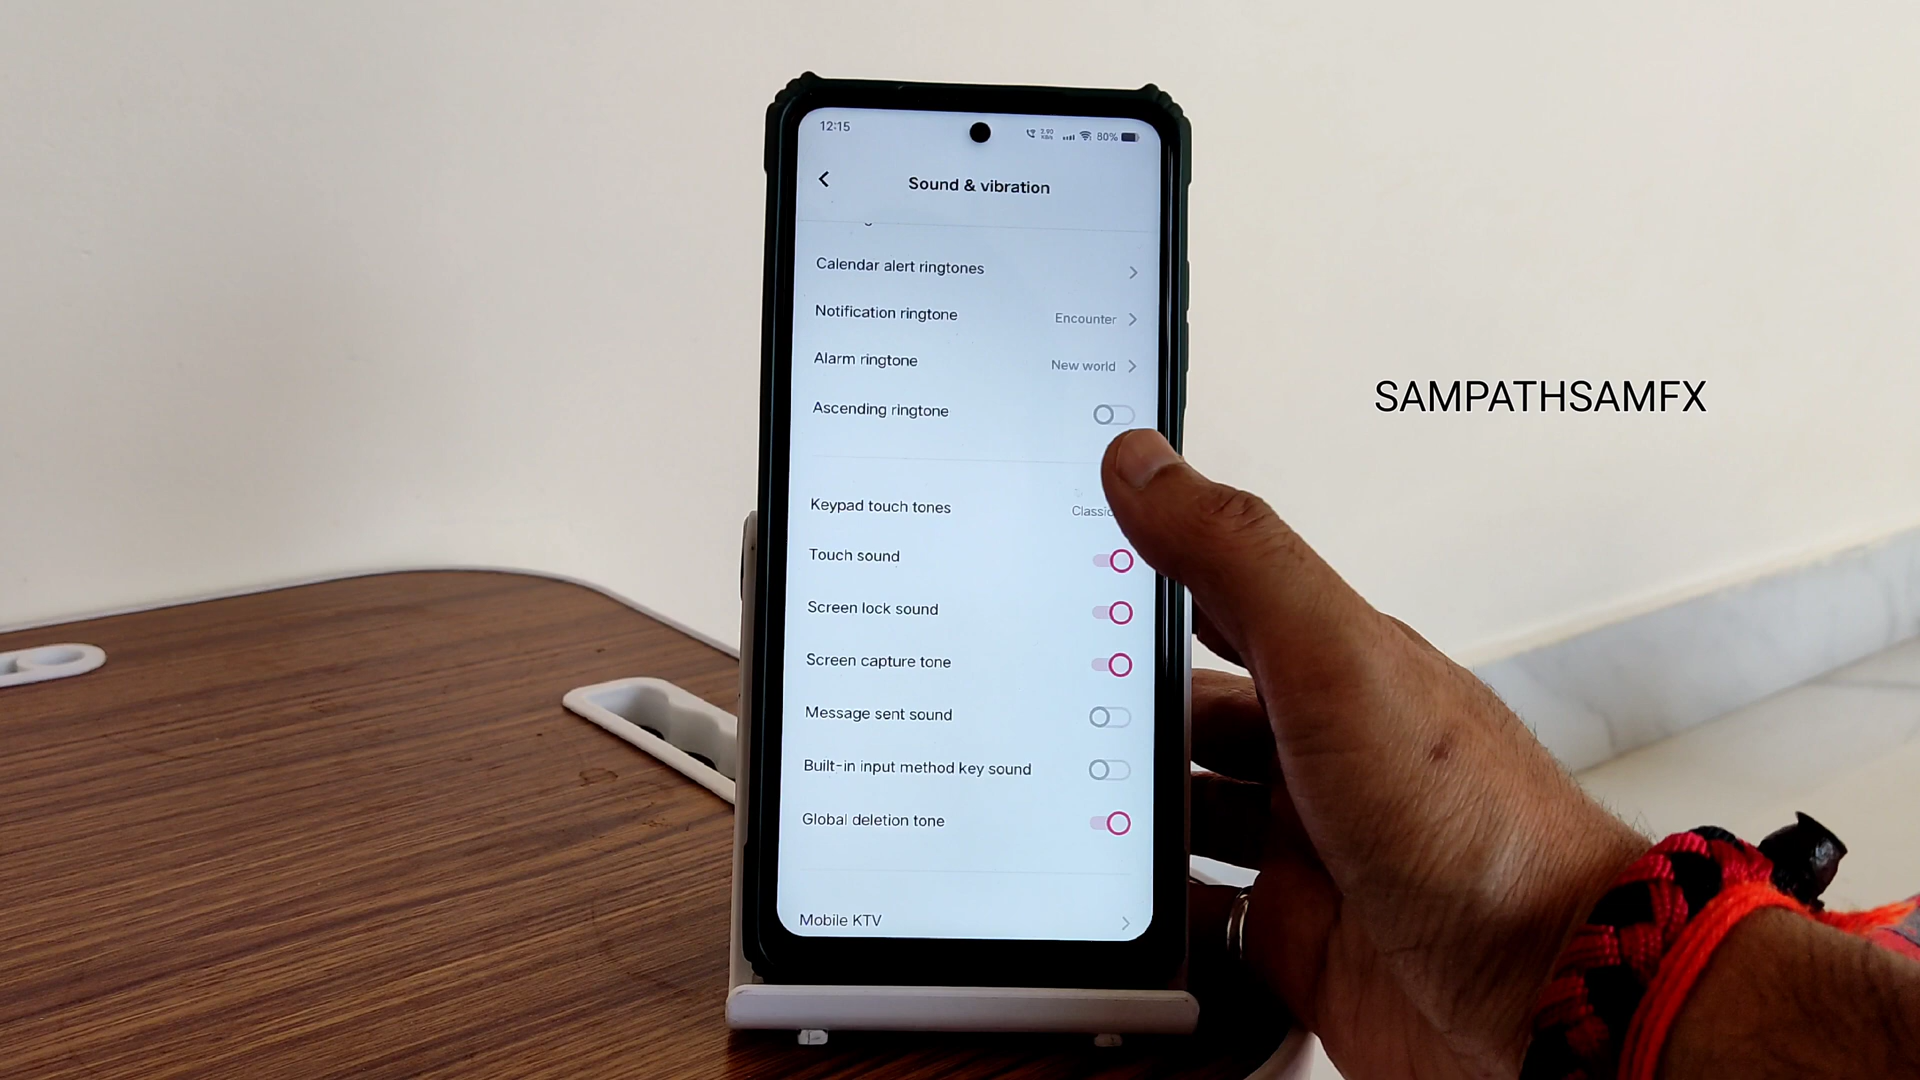 12:15
80%
Sound & vibration
Calendar alert ringtones
Notification ringtone Encounter
Alarm ringtone New world
Ascending ringtone
SAMPATHSAMFX
Keypad touch tones Classic
Touch sound
Screen lock sound
Screen capture tone
Message sent sound
Built-in input method key sound
Global deletion tone
Mobile KTV